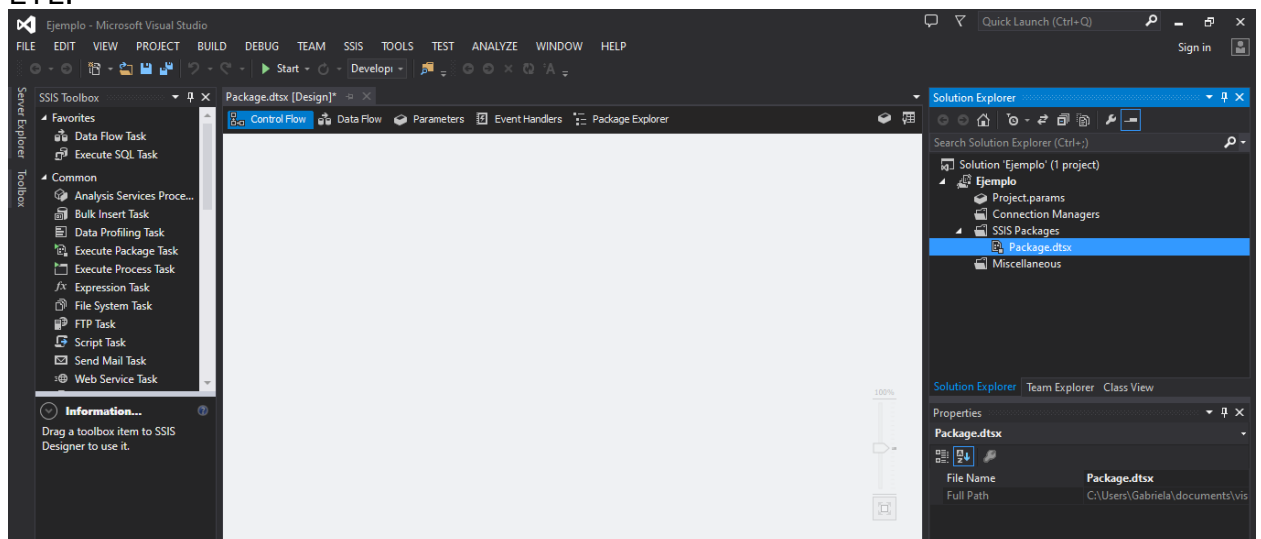 ETL.
Ejemplo - Microsoft Visual Studio
Quick Launch (Ctrl+Q)
FILE EDIT VIEW PROJECT BUILD DEBUG TEAM SSIS TOOLS TEST ANALYZE WINDOW HELP
Sign in
Start
Develop
Server Explorer
Toolbox
SSIS Toolbox
Favorites
Data Flow Task
Execute SQL Task
Common
Analysis Services Proce...
Bulk Insert Task
Data Profiling Task
Execute Package Task
Execute Process Task
Expression Task
File System Task
FTP Task
Script Task
Send Mail Task
Web Service Task
Information...
Drag a toolbox item to SSIS
Designer to use it.
Package.dtsx [Design]*
Control Flow Data Flow Parameters Event Handlers Package Explorer
100%
Solution Explorer
Search Solution Explorer (Ctrl+;)
Solution 'Ejemplo' (1 project)
Ejemplo
Project.params
Connection Managers
SSIS Packages
Package.dtsx
Miscellaneous
Solution Explorer Team Explorer Class View
Properties
Package.dtsx
File Name Package.dtsx
Full Path C:\Users\Gabriela\documents\vis